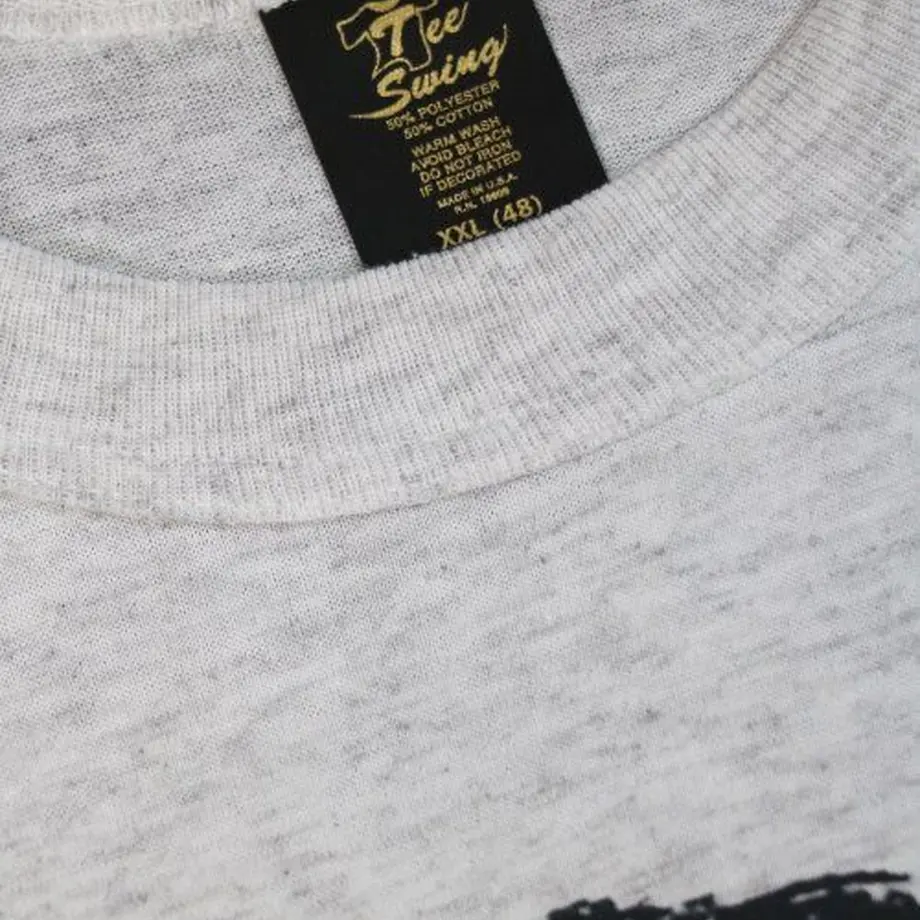 Tee
Swing
50% POLYESTER
50% COTTON
WARM WASH
AVOID BLEACH
DO NOT IRON
IF DECORATED
MADE IN U.S.A.
R.N.
XXL (48)